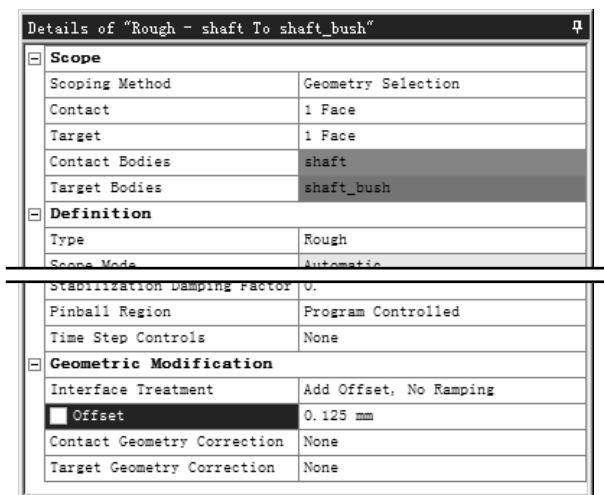 Details of "Rough - shaft To shaft_bush"
Scope
Scoping Method Geometry Selection
Contact 1 Face
Target 1 Face
Contact Bodies shaft
Target Bodies shaft_bush
Definition
Type Rough
Scope Mode Automatic
Stabilization Damping Factor 0.
Pinball Region Program Controlled
Time Step Controls None
Geometric Modification
Interface Treatment Add Offset, No Ramping
Offset 0.125 mm
Contact Geometry Correction None
Target Geometry Correction None